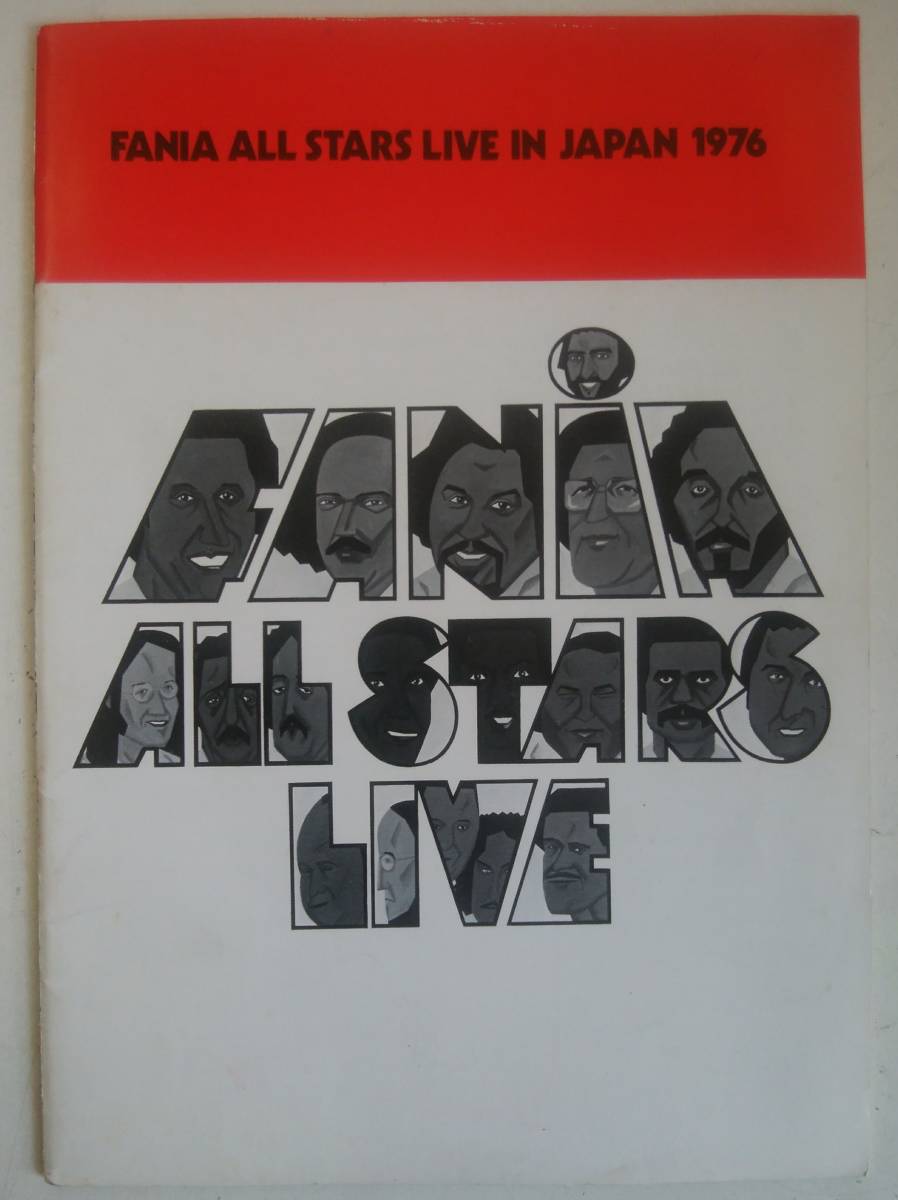 FANIA ALL STARS LIVE IN JAPAN 1976
FANiA
ALL STARS
LIVE